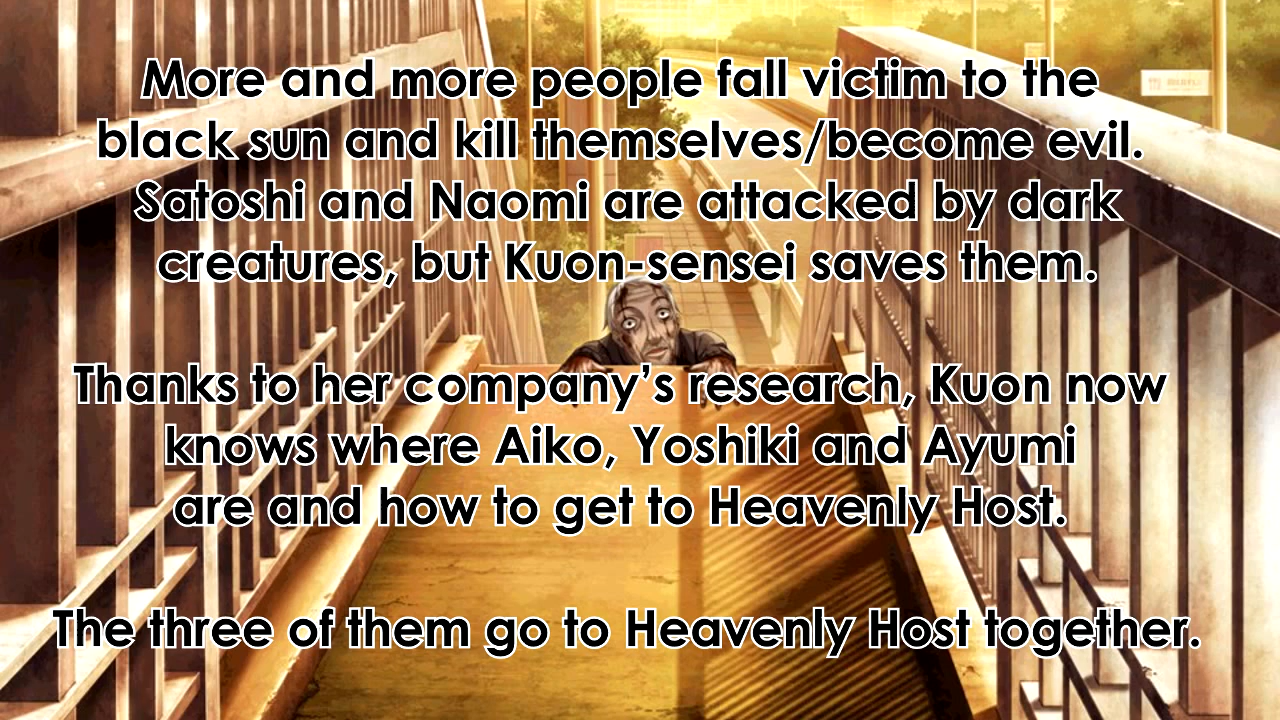 More and more people fall victim to the
black sun and kill themselves/become evil.
Satoshi and Naomi are attacked by dark
creatures, but Kuon-sensei saves them.
Thanks to her company’s research, Kuon now
knows where Aiko, Yoshiki and Ayumi
are and how to get to Heavenly Host.
The three of them go to Heavenly Host together.